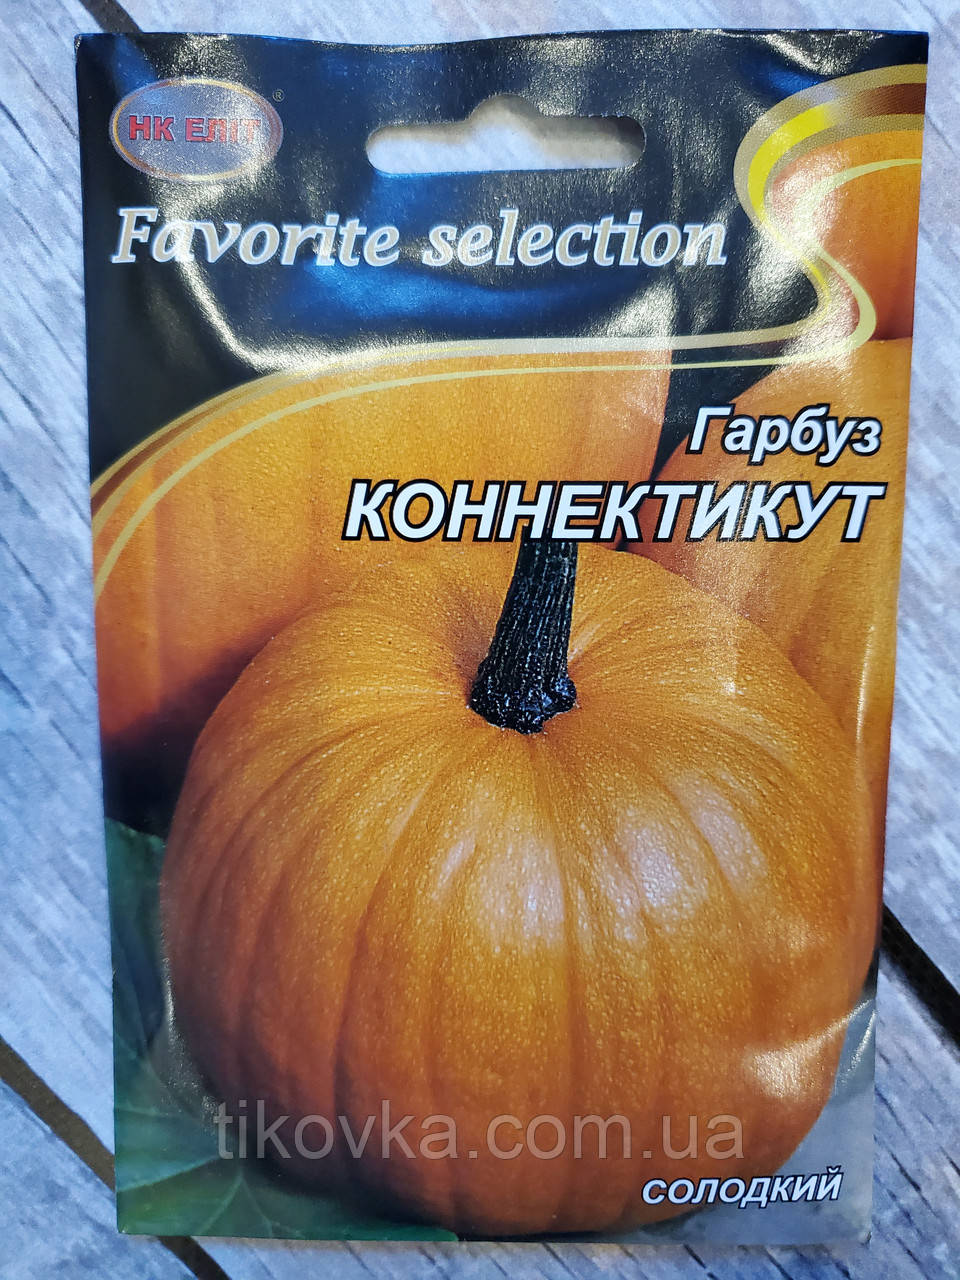 НК ЕЛІТ
®
Favorite selection
Гарбуз
КОННЕКТИКУТ
tikovka.com.ua
СОЛОДКИЙ